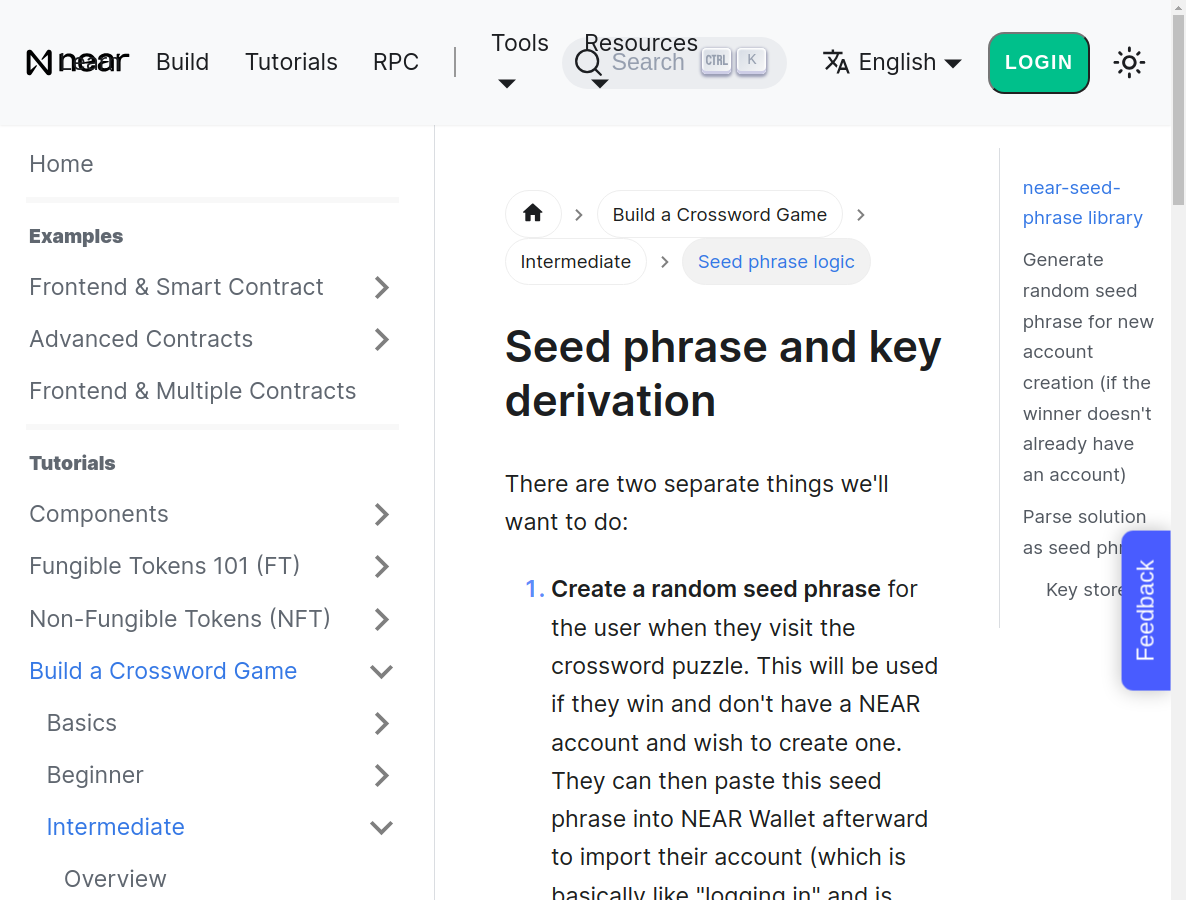 near
Learn
Build
Tutorials
RPC
Tools
Resources
Search
CTRL
K
English
LOGIN
Home
Examples
Frontend & Smart Contract
Advanced Contracts
Frontend & Multiple Contracts
Tutorials
Components
Fungible Tokens 101 (FT)
Non-Fungible Tokens (NFT)
Build a Crossword Game
Basics
Beginner
Intermediate
Overview
Build a Crossword Game
Intermediate
Seed phrase logic
Seed phrase and key
derivation
There are two separate things we'll
want to do:
1. Create a random seed phrase for
the user when they visit the
crossword puzzle. This will be used
if they win and don't have a NEAR
account and wish to create one.
They can then paste this seed
phrase into NEAR Wallet afterward
to import their account (which is
basically like "logging in" and is
near-seed-
phrase library
Generate
random seed
phrase for new
account
creation (if the
winner doesn't
already have
an account)
Parse solution
as seed phr
Key store
Feedback